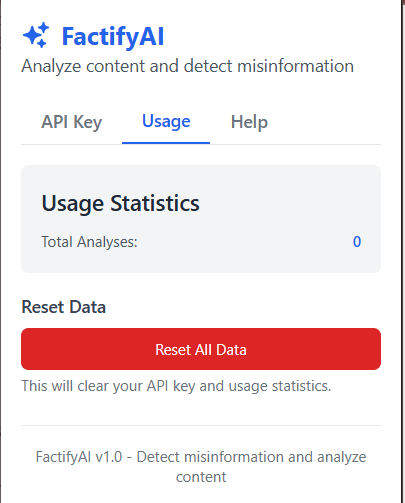 FactifyAI
Analyze content and detect misinformation
API Key Usage Help
Usage Statistics
Total Analyses: 0
Reset Data
Reset All Data
This will clear your API key and usage statistics.
FactifyAI v1.0 - Detect misinformation and analyze
content